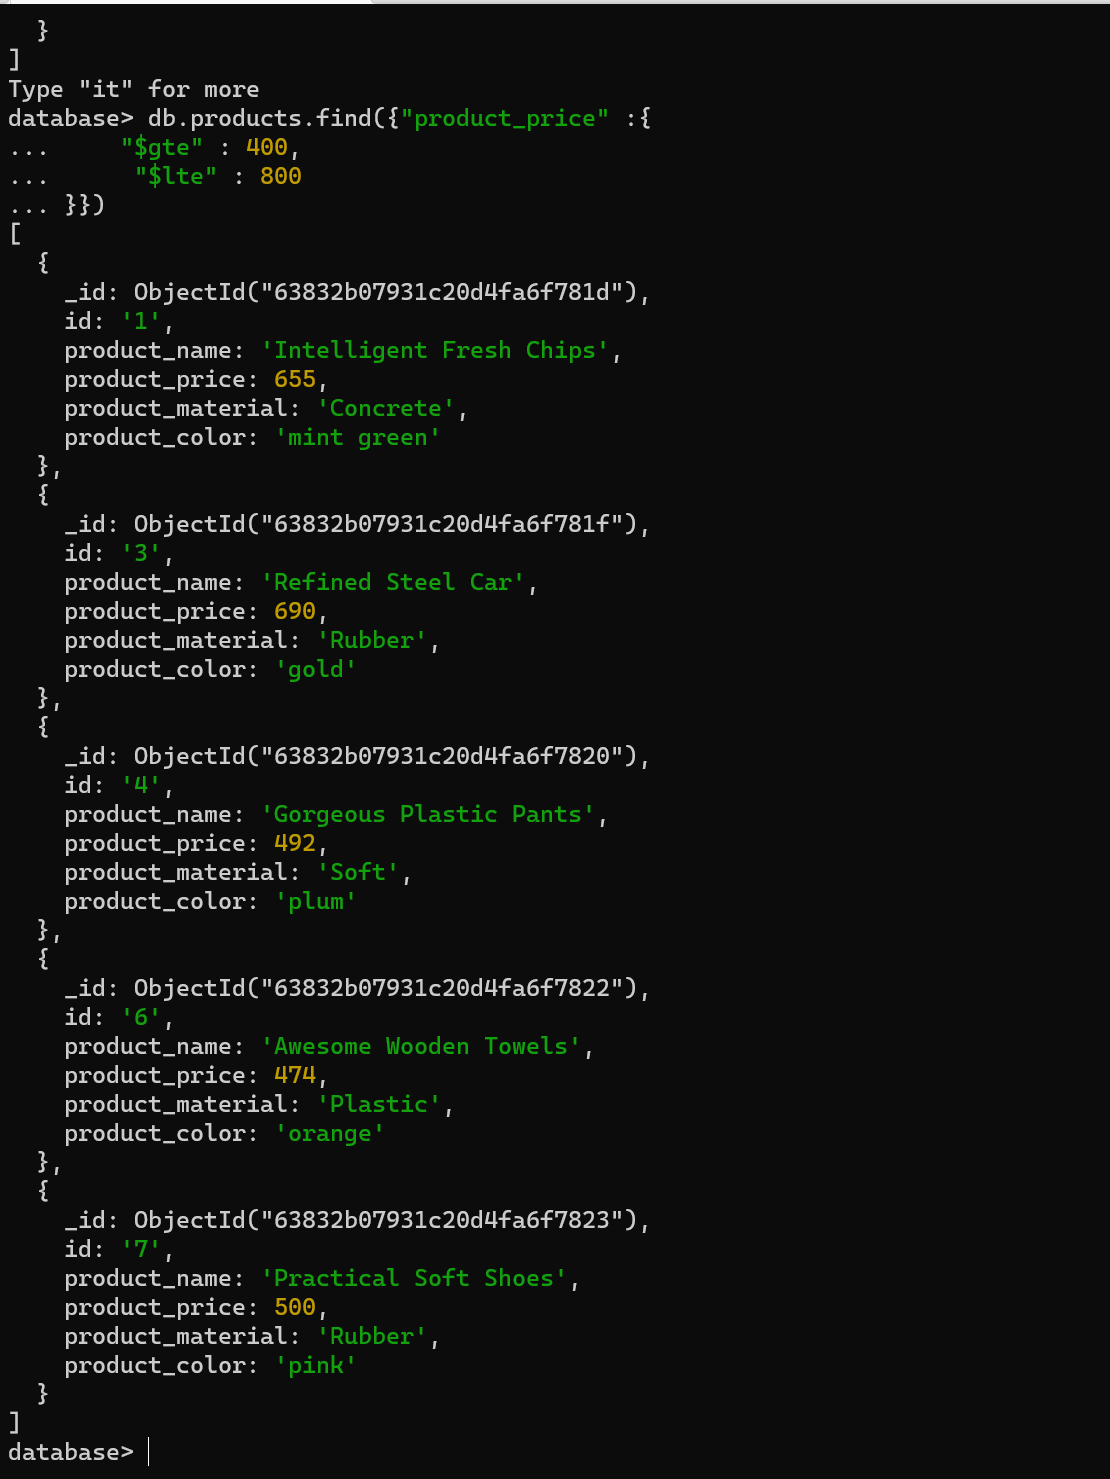 }
]
Type "it" for more
database> db.products.find({"product_price" :{
...     "$gte" : 400,
...      "$lte" : 800
... }})
[
  {
    _id: ObjectId("63832b07931c20d4fa6f781d"),
    id: '1',
    product_name: 'Intelligent Fresh Chips',
    product_price: 655,
    product_material: 'Concrete',
    product_color: 'mint green'
  },
  {
    _id: ObjectId("63832b07931c20d4fa6f781f"),
    id: '3',
    product_name: 'Refined Steel Car',
    product_price: 690,
    product_material: 'Rubber',
    product_color: 'gold'
  },
  {
    _id: ObjectId("63832b07931c20d4fa6f7820"),
    id: '4',
    product_name: 'Gorgeous Plastic Pants',
    product_price: 492,
    product_material: 'Soft',
    product_color: 'plum'
  },
  {
    _id: ObjectId("63832b07931c20d4fa6f7822"),
    id: '6',
    product_name: 'Awesome Wooden Towels',
    product_price: 474,
    product_material: 'Plastic',
    product_color: 'orange'
  },
  {
    _id: ObjectId("63832b07931c20d4fa6f7823"),
    id: '7',
    product_name: 'Practical Soft Shoes',
    product_price: 500,
    product_material: 'Rubber',
    product_color: 'pink'
  }
]
database>